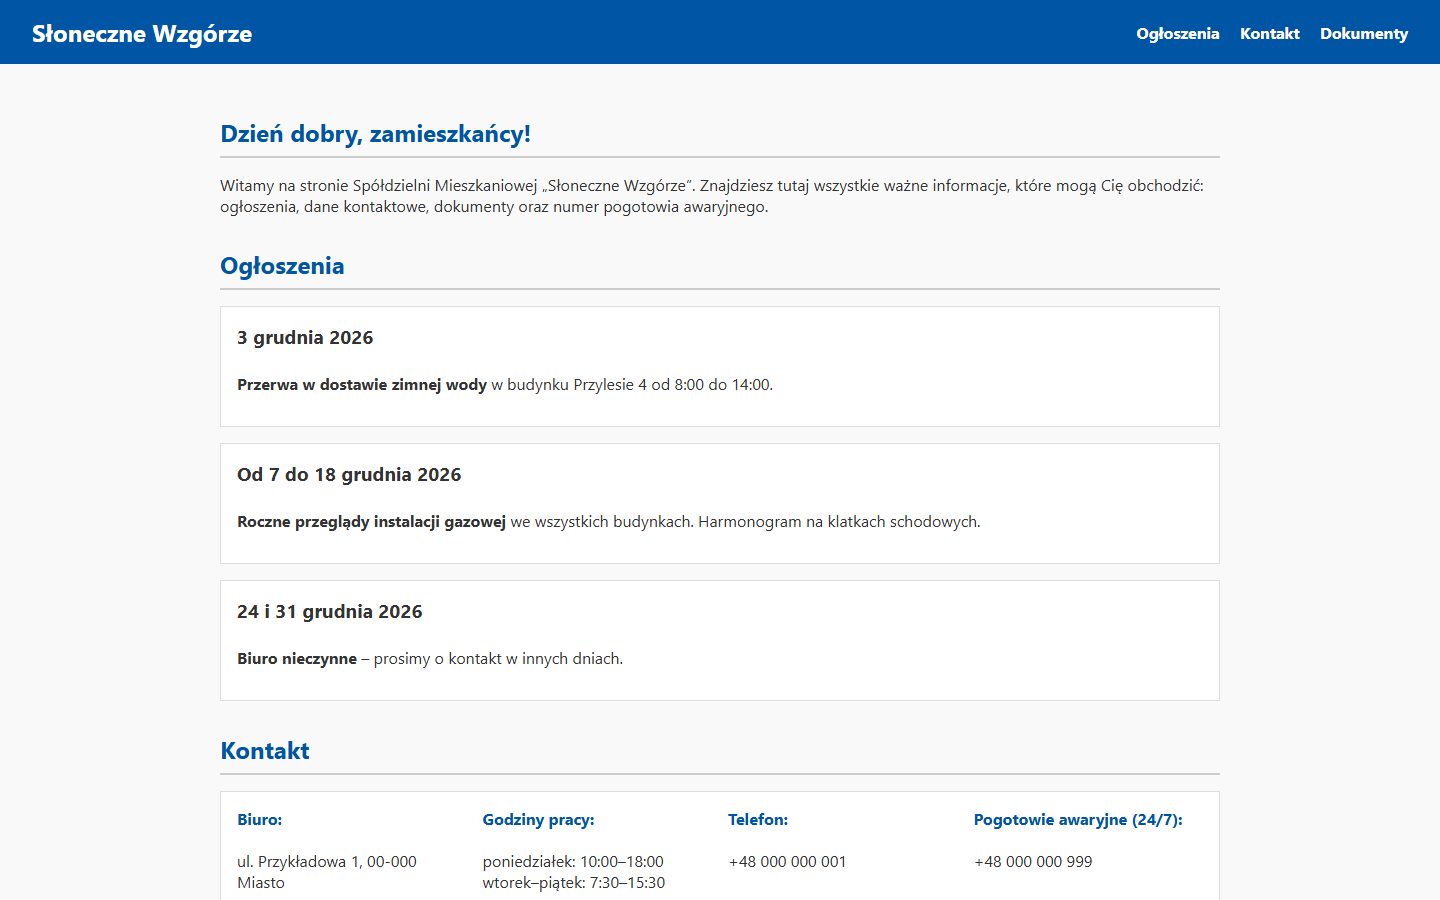 Słoneczne Wzgórze
Ogłoszenia
Kontakt
Dokumenty
Dzień dobry, zamieszkańcy!
Witamy na stronie Spółdzielni Mieszkaniowej „Słoneczne Wzgórze”. Znajdziesz tutaj wszystkie ważne informacje, które mogą Cię obchodzić:
ogłoszenia, dane kontaktowe, dokumenty oraz numer pogotowia awaryjnego.
Ogłoszenia
3 grudnia 2026
Przerwa w dostawie zimnej wody w budynku Przylesie 4 od 8:00 do 14:00.
Od 7 do 18 grudnia 2026
Roczne przeglądy instalacji gazowej we wszystkich budynkach. Harmonogram na klatkach schodowych.
24 i 31 grudnia 2026
Biuro nieczynne – prosimy o kontakt w innych dniach.
Kontakt
Biuro:
ul. Przykładowa 1, 00-000
Miasto
Godziny pracy:
poniedziałek: 10:00–18:00
wtorek–piątek: 7:30–15:30
Telefon:
+48 000 000 001
Pogotowie awaryjne (24/7):
+48 000 000 999